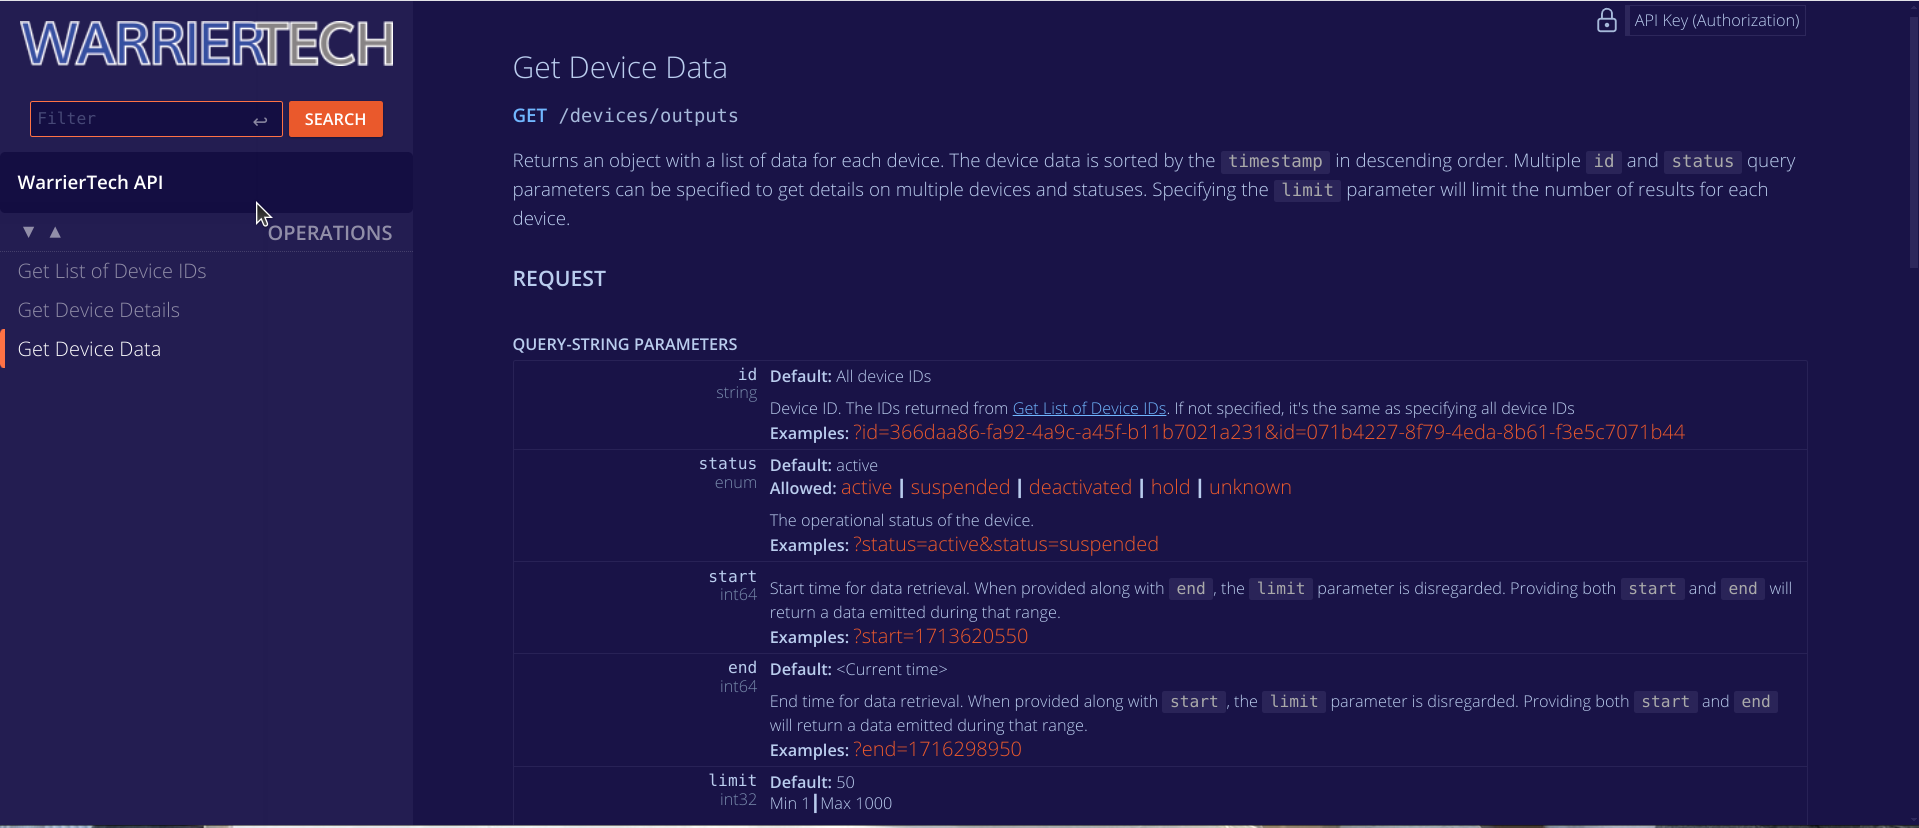 WARRIERTECH
Filter
SEARCH
WarrierTech API
OPERATIONS
Get List of Device IDs
Get Device Details
Get Device Data
API Key (Authorization)
Get Device Data
GET /devices/outputs
Returns an object with a list of data for each device. The device data is sorted by the timestamp in descending order. Multiple id and status query
parameters can be specified to get details on multiple devices and statuses. Specifying the limit parameter will limit the number of results for each
device.
REQUEST
QUERY-STRING PARAMETERS
id
string
Default: All device IDs
Device ID. The IDs returned from Get List of Device IDs. If not specified, it's the same as specifying all device IDs
Examples: ?id=366daa86-fa92-4a9c-a45f-b11b7021a231&id=071b4227-8f79-4eda-8b61-f3e5c7071b44
status
enum
Default: active
Allowed: active | suspended | deactivated | hold | unknown
The operational status of the device.
Examples: ?status=active&status=suspended
start
int64
Start time for data retrieval. When provided along with end, the limit parameter is disregarded. Providing both start and end will
return a data emitted during that range.
Examples: ?start=1713620550
end
int64
Default: <Current time>
End time for data retrieval. When provided along with start, the limit parameter is disregarded. Providing both start and end
will return a data emitted during that range.
Examples: ?end=1716298950
limit
int32
Default: 50
Min 1|Max 1000